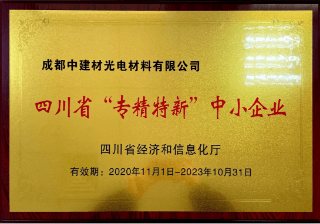 成都中建材光电材料有限公司
四川省“专精特新”中小企业
四川省经济和信息化厅
有效期：2020年11月1日-2023年10月31日